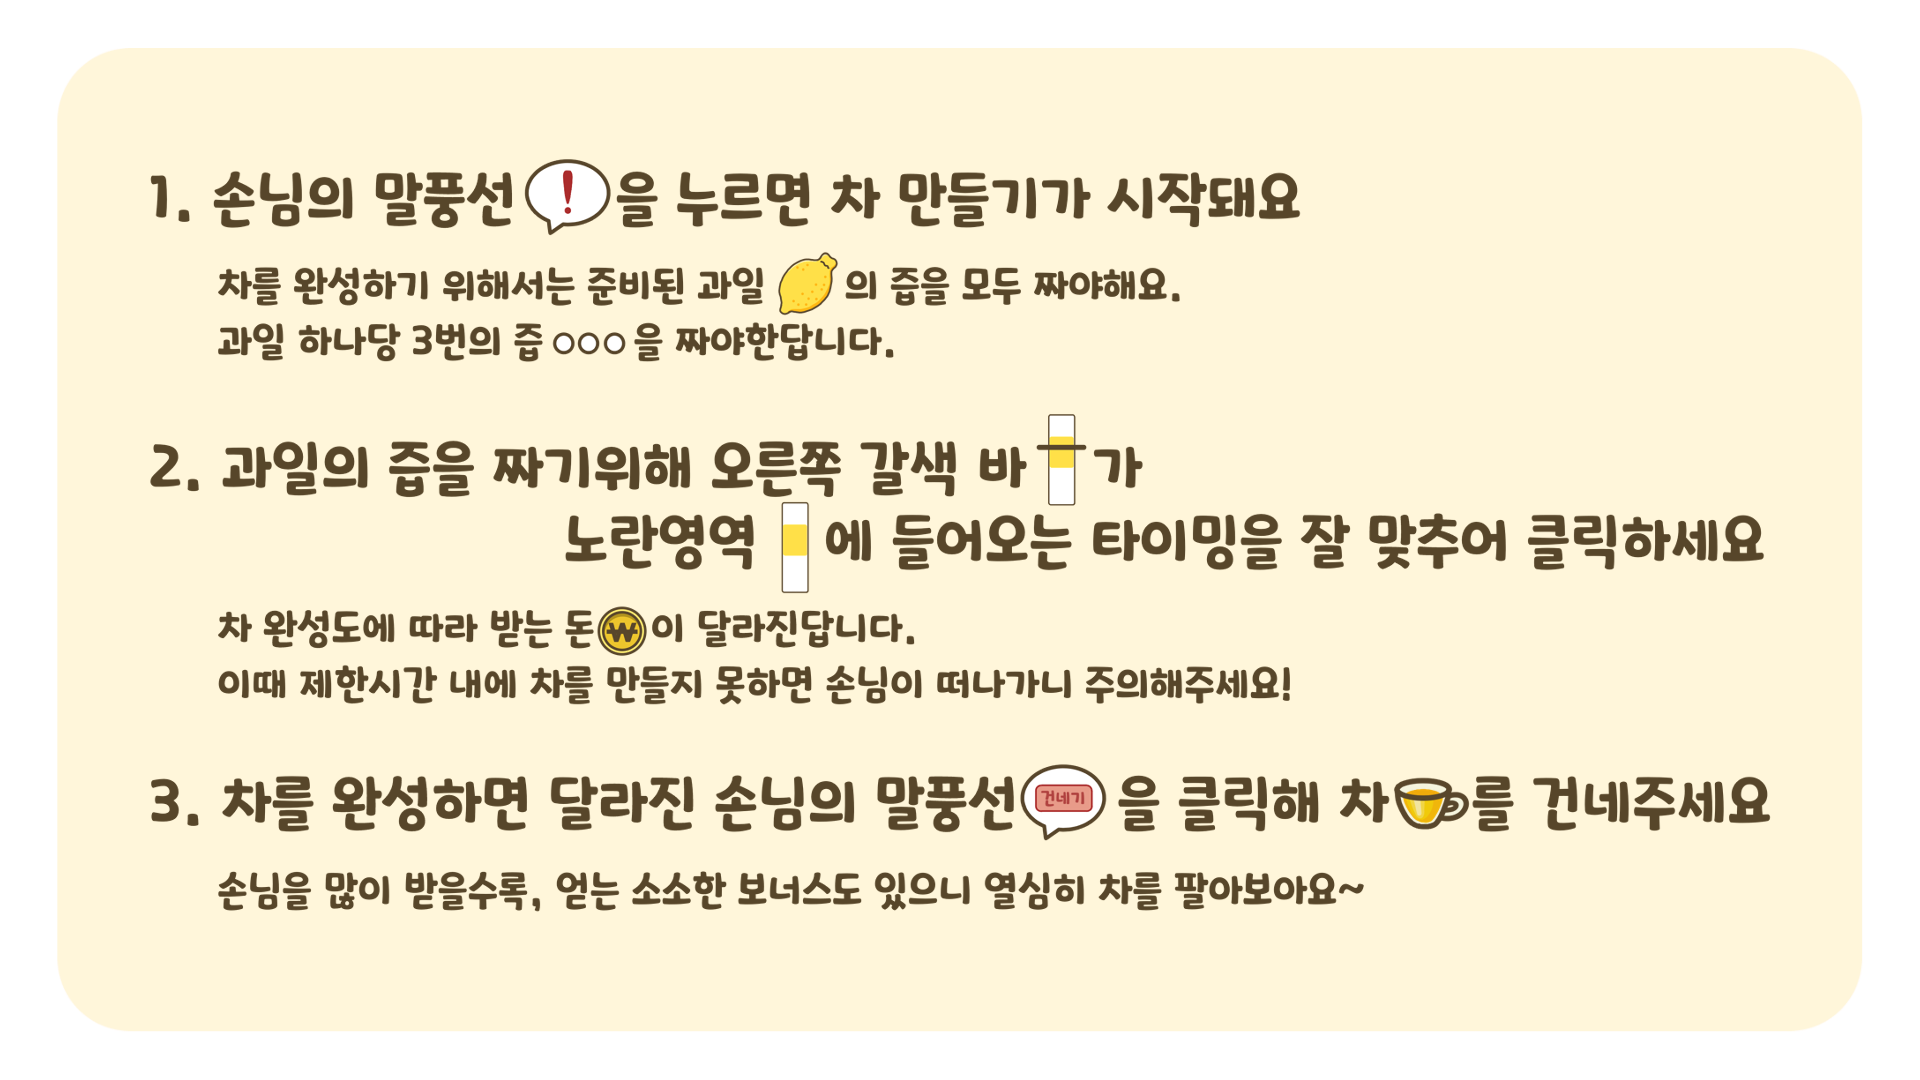 1. 손님의 말풍선 ! 을 누르면 차 만들기가 시작돼요
차를 완성하기 위해서는 준비된 과일 의 즙을 모두 짜야해요.
과일 하나당 3번의 즙 을 짜야한답니다.
2. 과일의 즙을 짜기위해 오른쪽 갈색 바 가
노란영역 에 들어오는 타이밍을 잘 맞추어 클릭하세요
차 완성도에 따라 받는 돈 ₩ 이 달라진답니다.
이때 제한시간 내에 차를 만들지 못하면 손님이 떠나가니 주의해주세요!
3. 차를 완성하면 달라진 손님의 말풍선 건네기 을 클릭해 차 를 건네주세요
손님을 많이 받을수록, 얻는 소소한 보너스도 있으니 열심히 차를 팔아보아요~